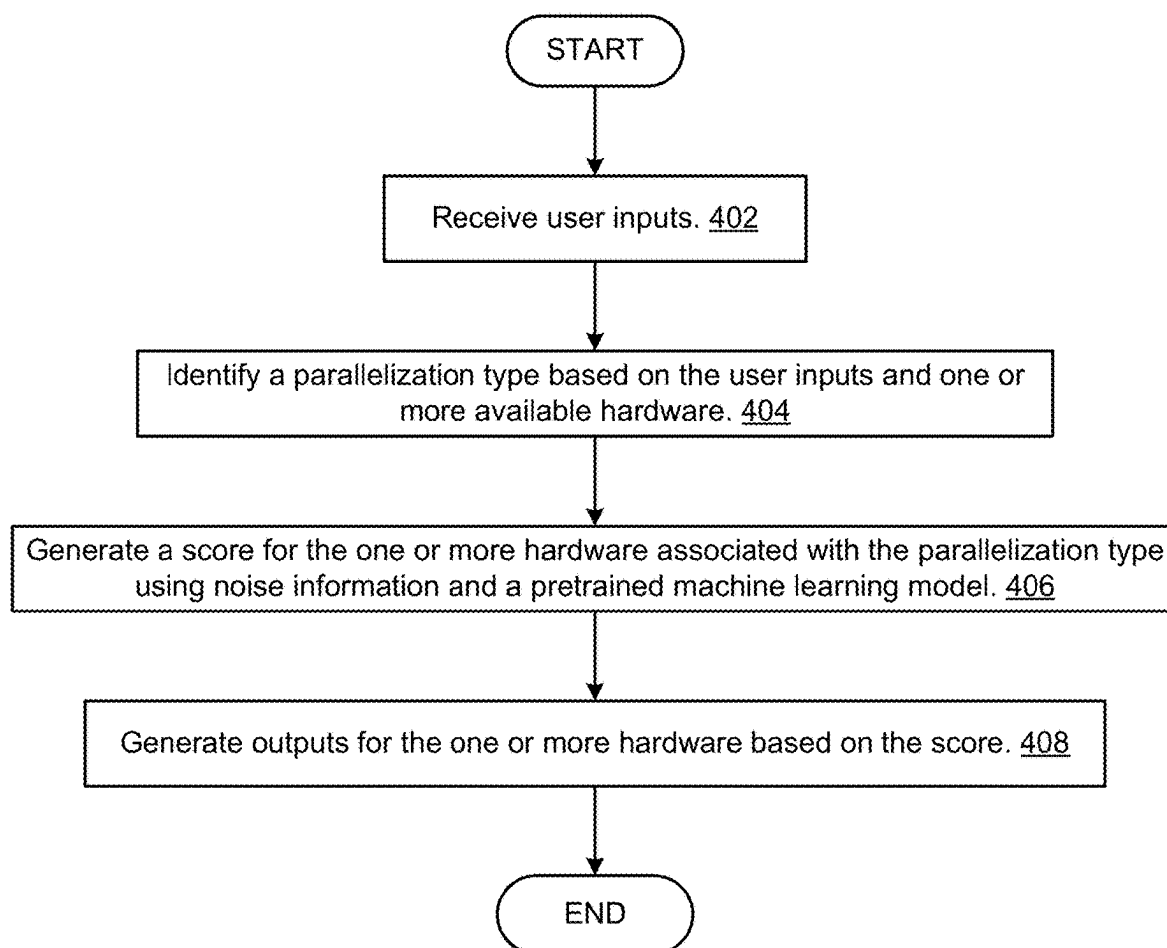 START
Receive user inputs. 402
Identify a parallelization type based on the user inputs and one or
more available hardware. 404
Generate a score for the one or more hardware associated with the parallelization type
using noise information and a pretrained machine learning model. 406
Generate outputs for the one or more hardware based on the score. 408
END